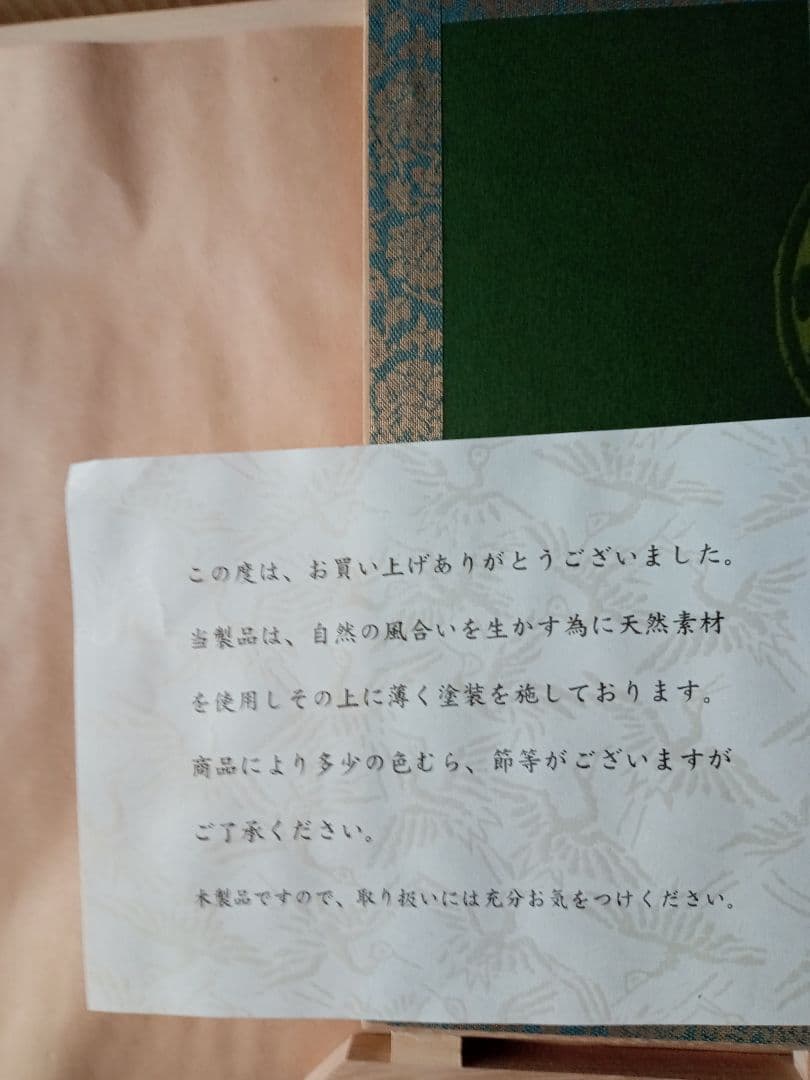 この度は、お買い上げありがとうございました。
当製品は、自然の風合いを生かす為に天然素材
を使用しその上に薄く塗装を施しております。
商品により多少の色むら、節等がございますが
ご了承ください。
木製品ですので、取り扱いには充分お気をつけください。